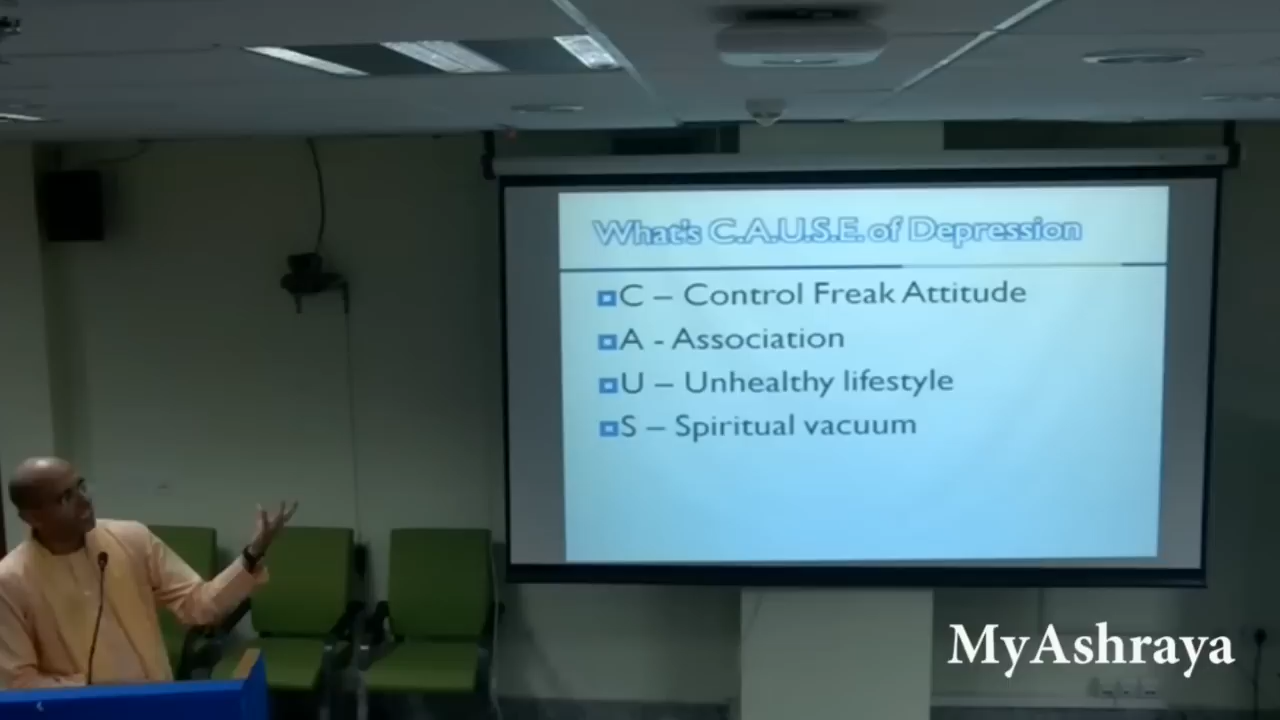 What's C.A.U.S.E. of Depression
C – Control Freak Attitude
A - Association
U – Unhealthy lifestyle
S – Spiritual vacuum
MyAshraya